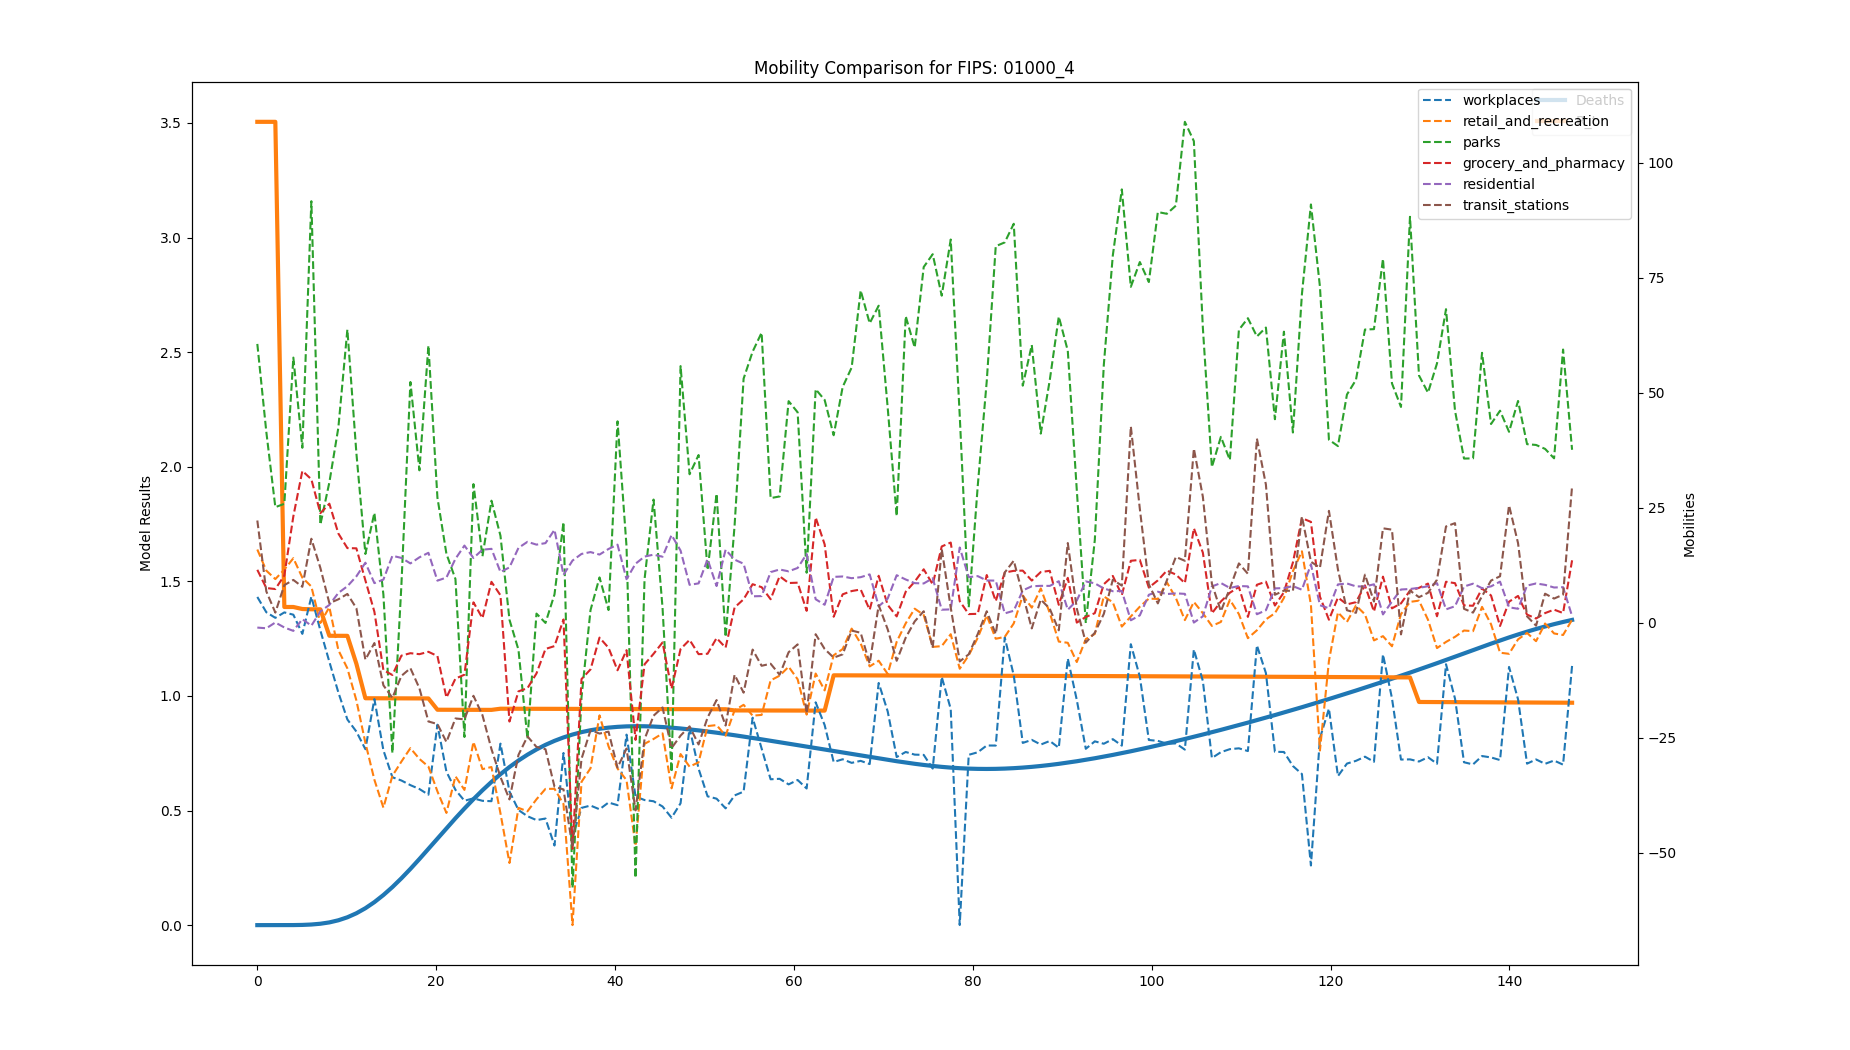 Mobility Comparison for FIPS: 01000_4
3.5
3.0
2.5
2.0
1.5
1.0
0.5
0.0
Model Results
0
20
40
60
80
100
120
140
100
75
50
25
0
−25
−50
Mobilities
Deaths
workplaces
retail_and_recreation
parks
grocery_and_pharmacy
residential
transit_stations